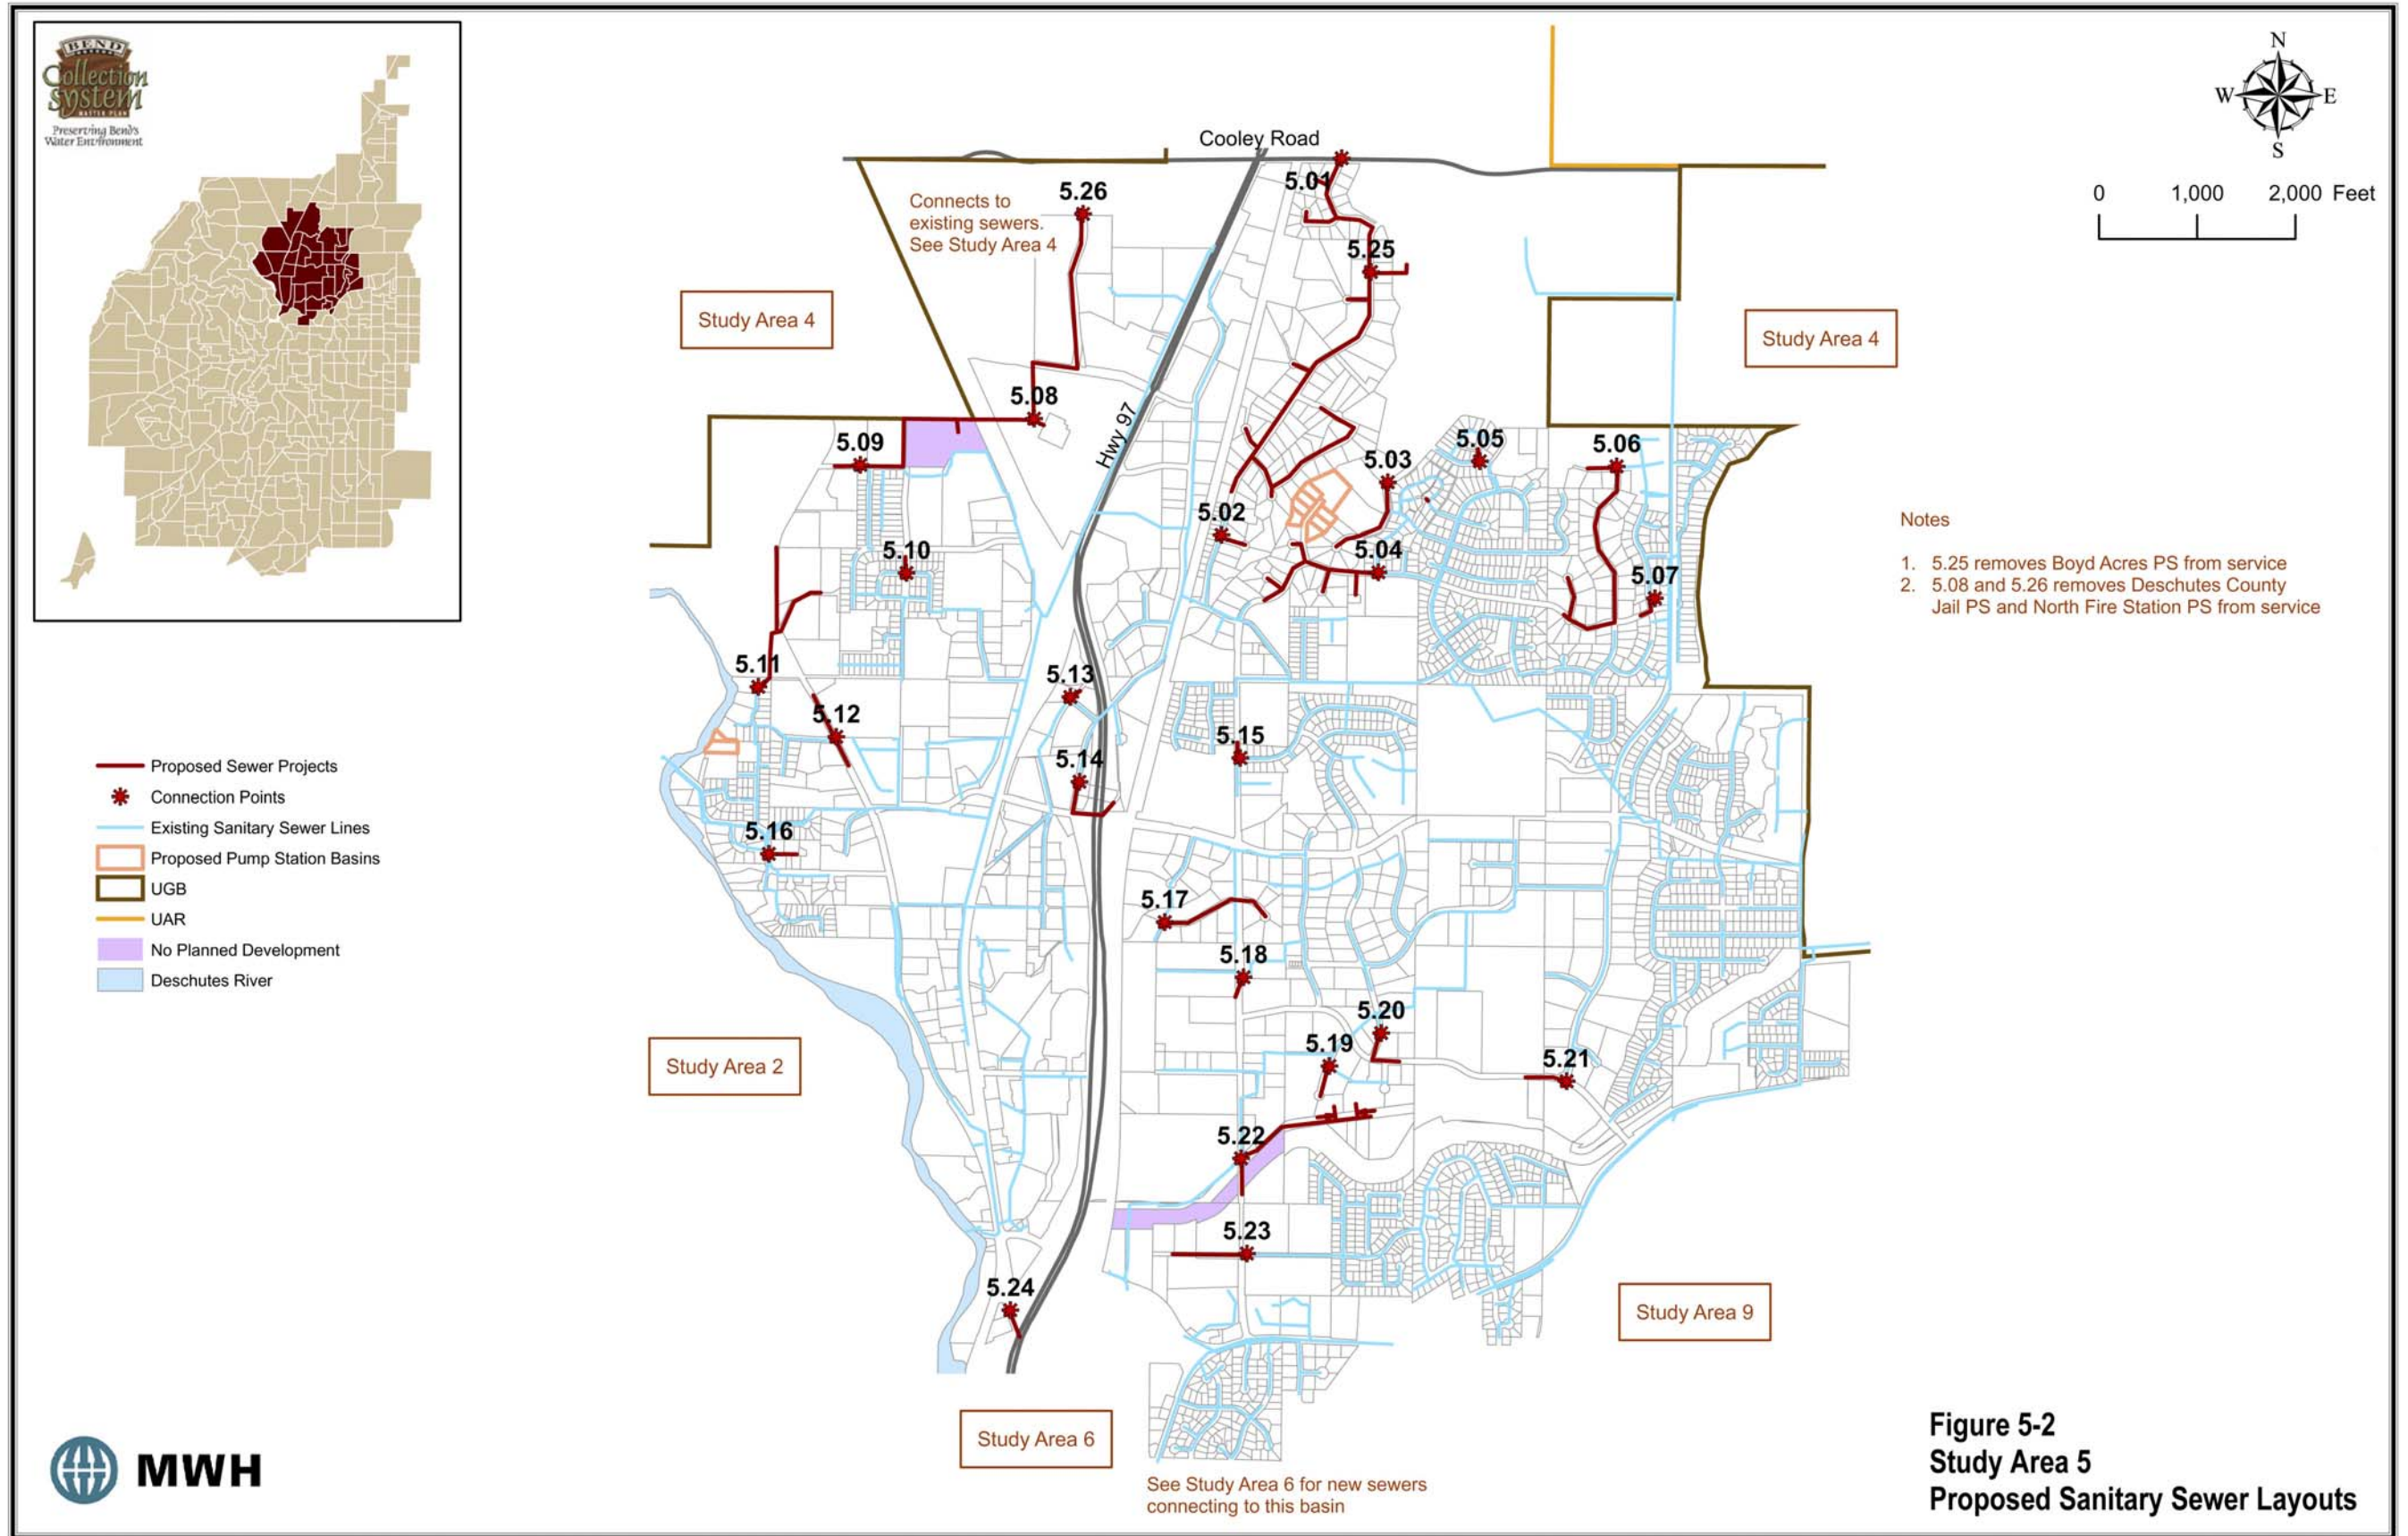 BEND
Collection
System
MASTER PLAN
Preserving Bend's
Water Environment
N
W E
S
0 1,000 2,000 Feet
Cooley Road
Connects to
existing sewers.
See Study Area 4
Hwy 97
5.26
5.01
5.25
Study Area 4
Study Area 4
5.08
5.09
5.03
5.05
5.06
5.02
5.10
5.04
5.07
Notes
1. 5.25 removes Boyd Acres PS from service
2. 5.08 and 5.26 removes Deschutes County
Jail PS and North Fire Station PS from service
5.11
5.13
5.12
5.15
5.14
5.16
Proposed Sewer Projects
Connection Points
Existing Sanitary Sewer Lines
Proposed Pump Station Basins
UGB
UAR
No Planned Development
Deschutes River
5.17
5.18
5.20
5.19
5.21
Study Area 2
5.22
5.23
5.24
Study Area 9
Study Area 6
See Study Area 6 for new sewers
connecting to this basin
MWH
Figure 5-2
Study Area 5
Proposed Sanitary Sewer Layouts